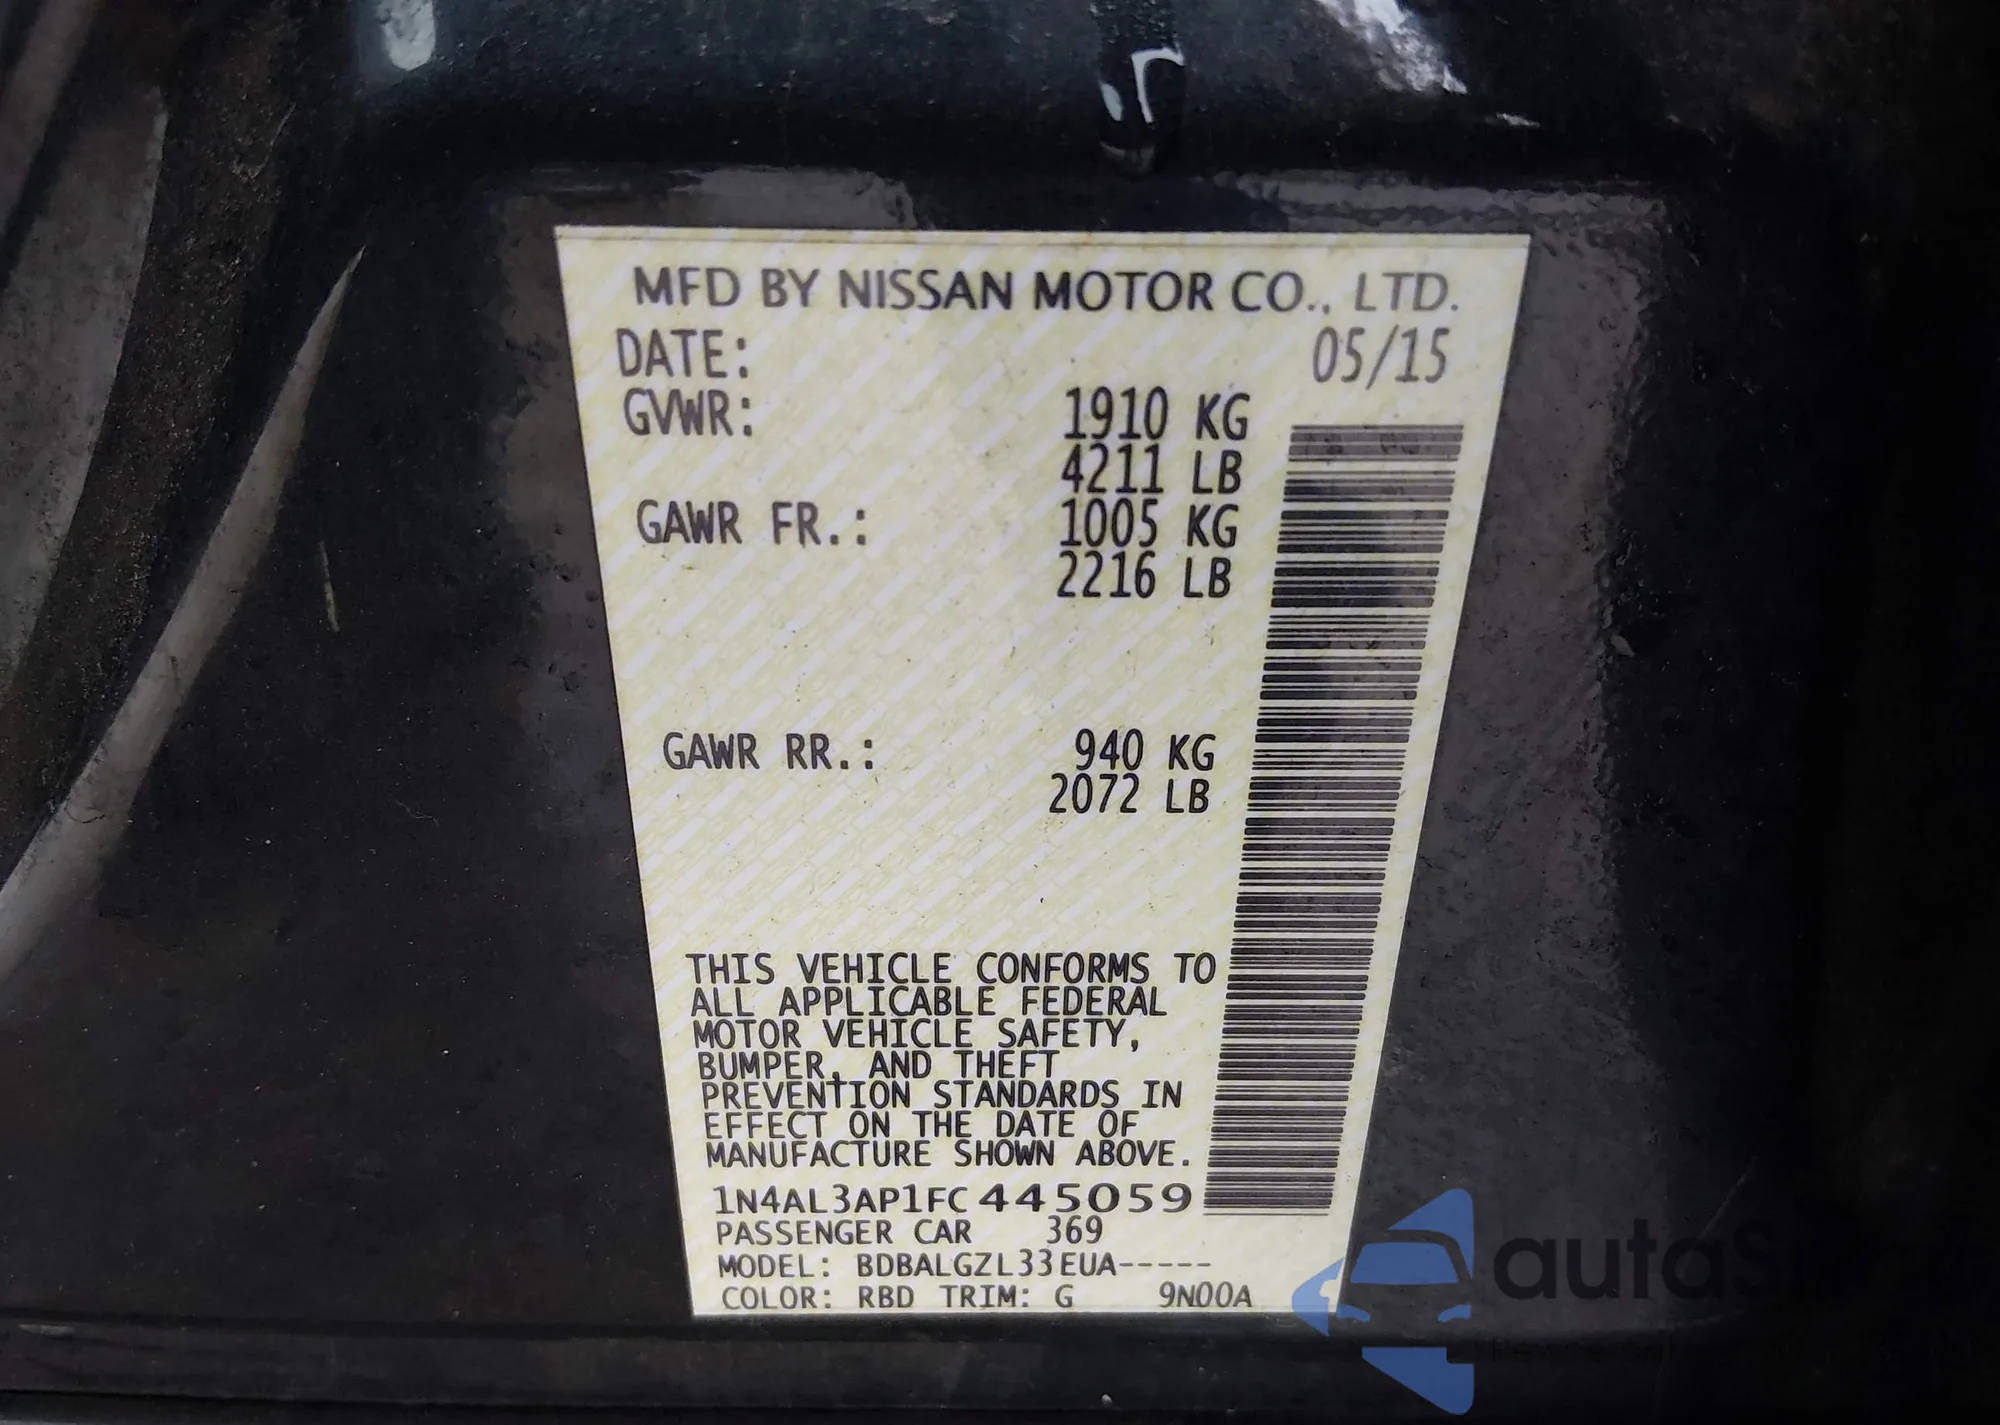 MFD BY NISSAN MOTOR CO., LTD.
DATE: 05/15
GVWR: 1910 KG
4211 LB
GAWR FR.: 1005 KG
2216 LB
GAWR RR.: 940 KG
2072 LB
THIS VEHICLE CONFORMS TO
ALL APPLICABLE FEDERAL
MOTOR VEHICLE SAFETY,
BUMPER, AND THEFT
PREVENTION STANDARDS IN
EFFECT ON THE DATE OF
MANUFACTURE SHOWN ABOVE.
1N4AL3AP1FC445059
PASSENGER CAR 369
MODEL: BDBALGZL33EUA-----
COLOR: RBD TRIM: G 9N00A